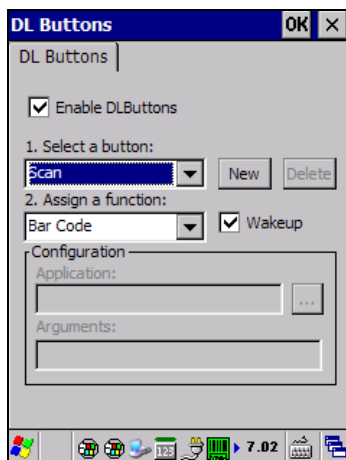 DL Buttons OK ×
DL Buttons
Enable DLButtons
1. Select a button:
Scan New Delete
2. Assign a function:
Bar Code Wakeup
Configuration
Application:
...
Arguments:
123 7.02